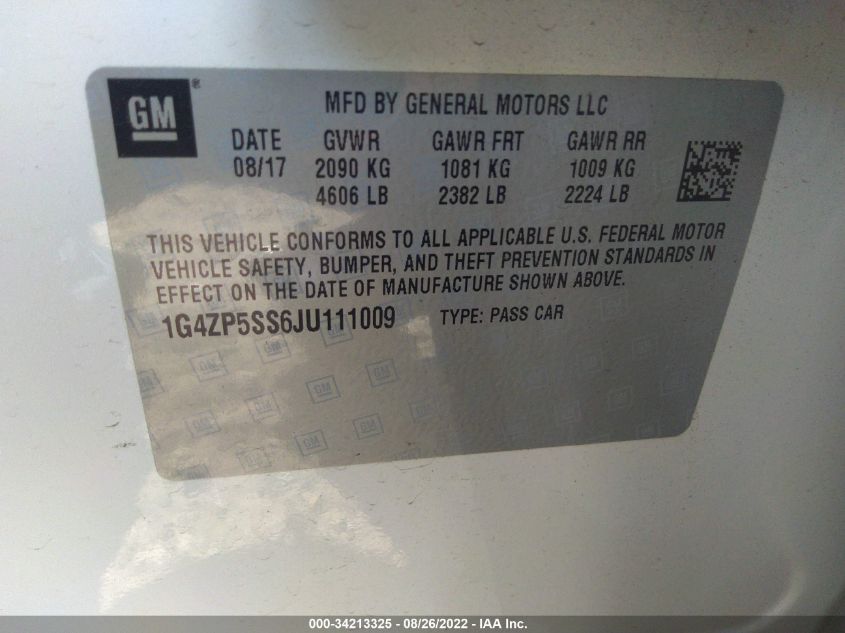 GM ®
MFD BY GENERAL MOTORS LLC
DATE GVWR GAWR FRT GAWR RR
08/17 2090 KG 1081 KG 1009 KG
4606 LB 2382 LB 2224 LB
THIS VEHICLE CONFORMS TO ALL APPLICABLE U.S. FEDERAL MOTOR
VEHICLE SAFETY, BUMPER, AND THEFT PREVENTION STANDARDS IN
EFFECT ON THE DATE OF MANUFACTURE SHOWN ABOVE.
1G4ZP5SS6JU111009 TYPE: PASS CAR
000-34213325 - 08/26/2022 - IAA Inc.